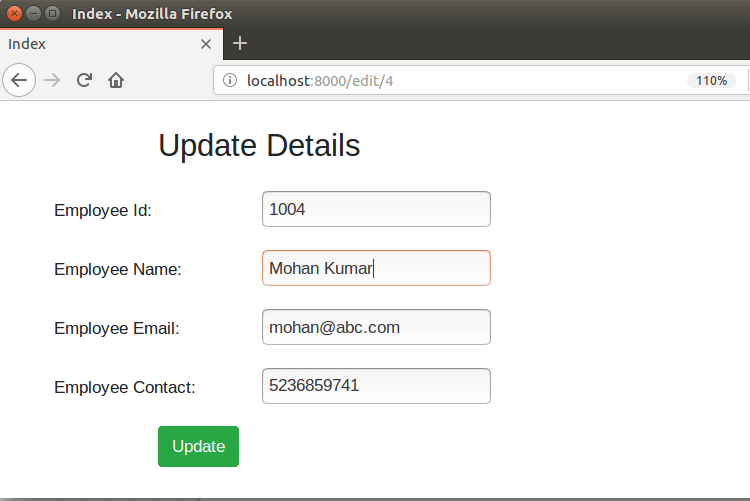 Index - Mozilla Firefox
Index
localhost:8000/edit/4 110%
Update Details
Employee Id: 1004
Employee Name: Mohan Kumar
Employee Email: mohan@abc.com
Employee Contact: 5236859741
Update